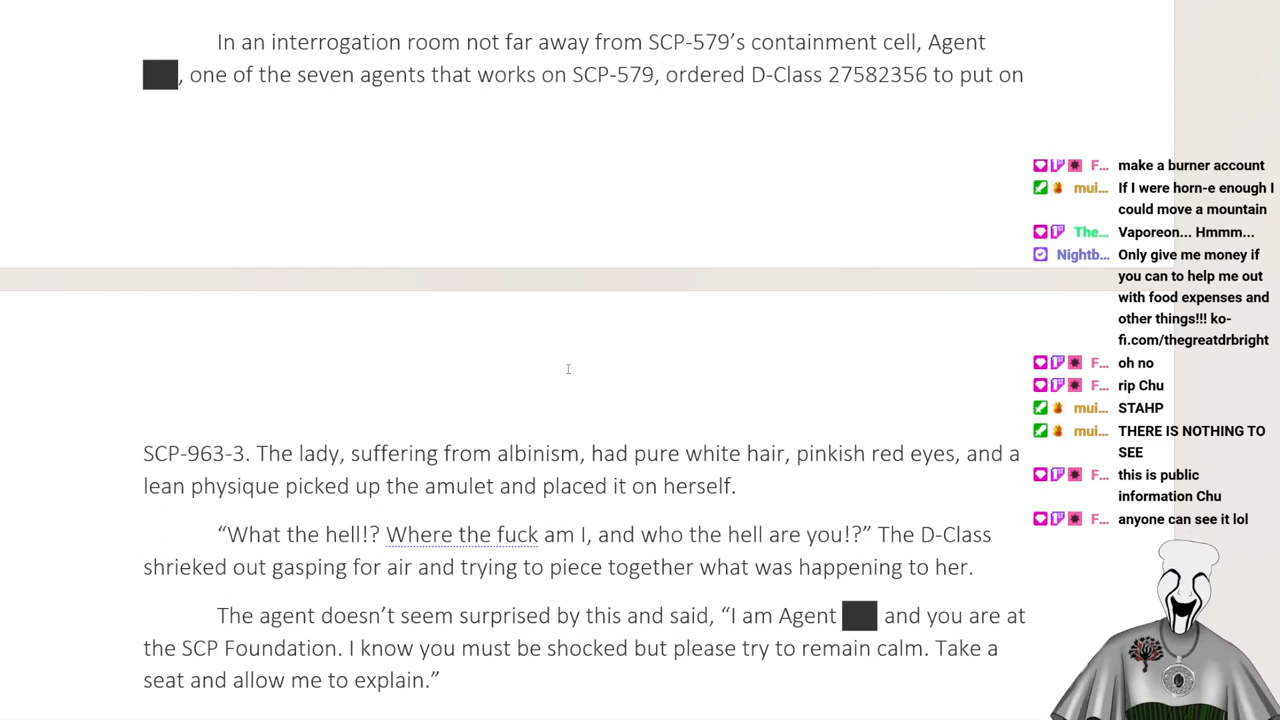 In an interrogation room not far away from SCP-579’s containment cell, Agent
, one of the seven agents that works on SCP-579, ordered D-Class 27582356 to put on
SCP-963-3. The lady, suffering from albinism, had pure white hair, pinkish red eyes, and a
lean physique picked up the amulet and placed it on herself.
“What the hell!? Where the fuck am I, and who the hell are you!?” The D-Class
shrieked out gasping for air and trying to piece together what was happening to her.
The agent doesn’t seem surprised by this and said, “I am Agent and you are at
the SCP Foundation. I know you must be shocked but please try to remain calm. Take a
seat and allow me to explain.”
F... make a burner account
mui... If I were horn-e enough I
could move a mountain
The... Vaporeon... Hmmm...
Nightb... Only give me money if
you can to help me out
with food expenses and
other things!!! ko-
fi.com/thegreatdrbright
F... oh no
F... rip Chu
mui... STAHP
mui... THERE IS NOTHING TO
SEE
F... this is public
information Chu
F... anyone can see it lol